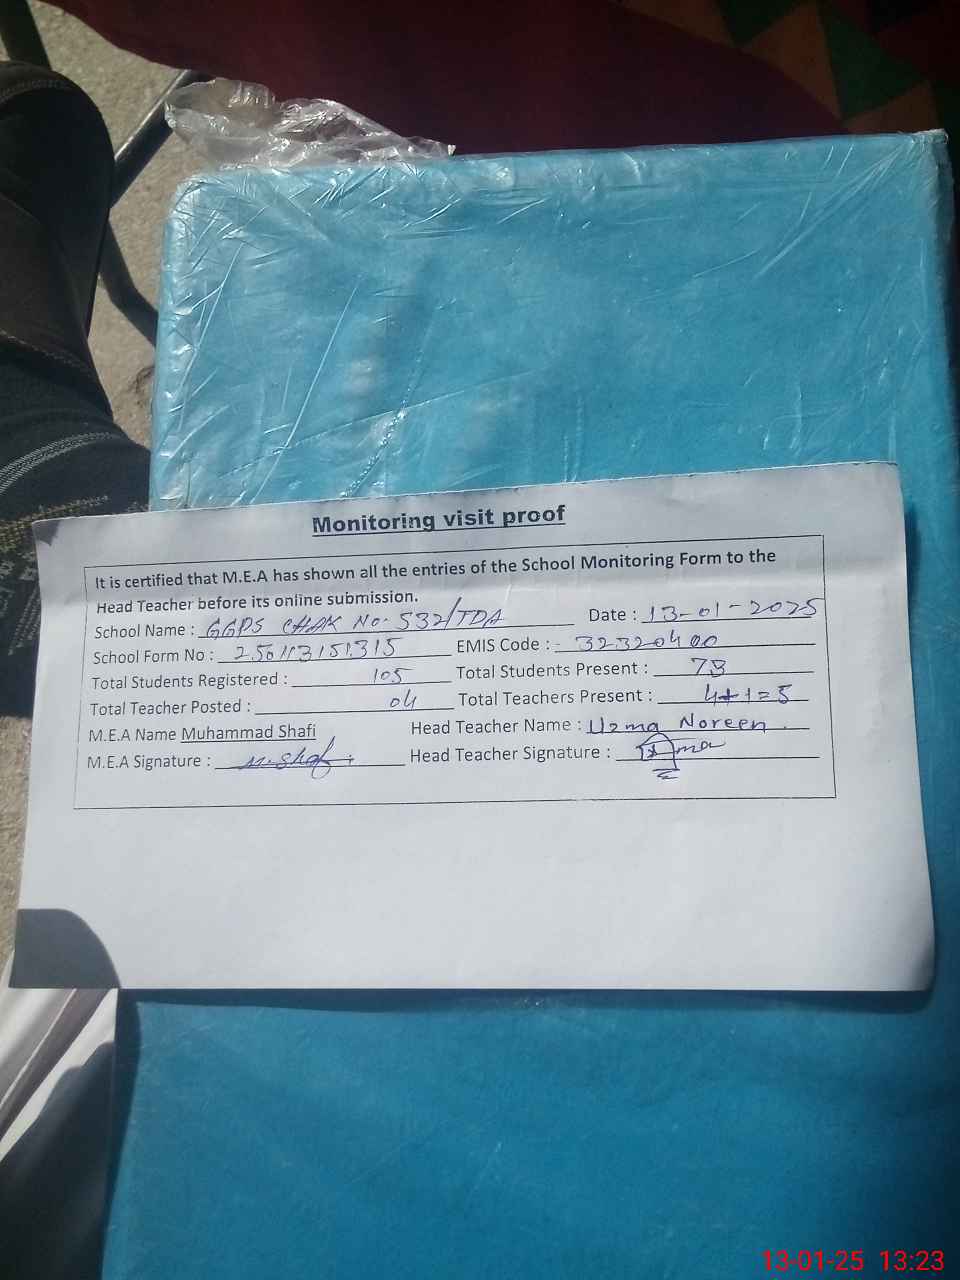 Monitoring visit proof
It is certified that M.E.A has shown all the entries of the School Monitoring Form to the
Head Teacher before its online submission.
School Name : GGPS CHAK No. 532/TDA Date : 13-01-2025
School Form No : 250113151315 EMIS Code : 32320400
Total Students Registered : 105 Total Students Present : 78
Total Teacher Posted : 04 Total Teachers Present : 4+1=5
M.E.A Name Muhammad Shafi Head Teacher Name : Uzma Noreen.
M.E.A Signature : M.Shafi Head Teacher Signature : Uzma
13-01-25 13:23